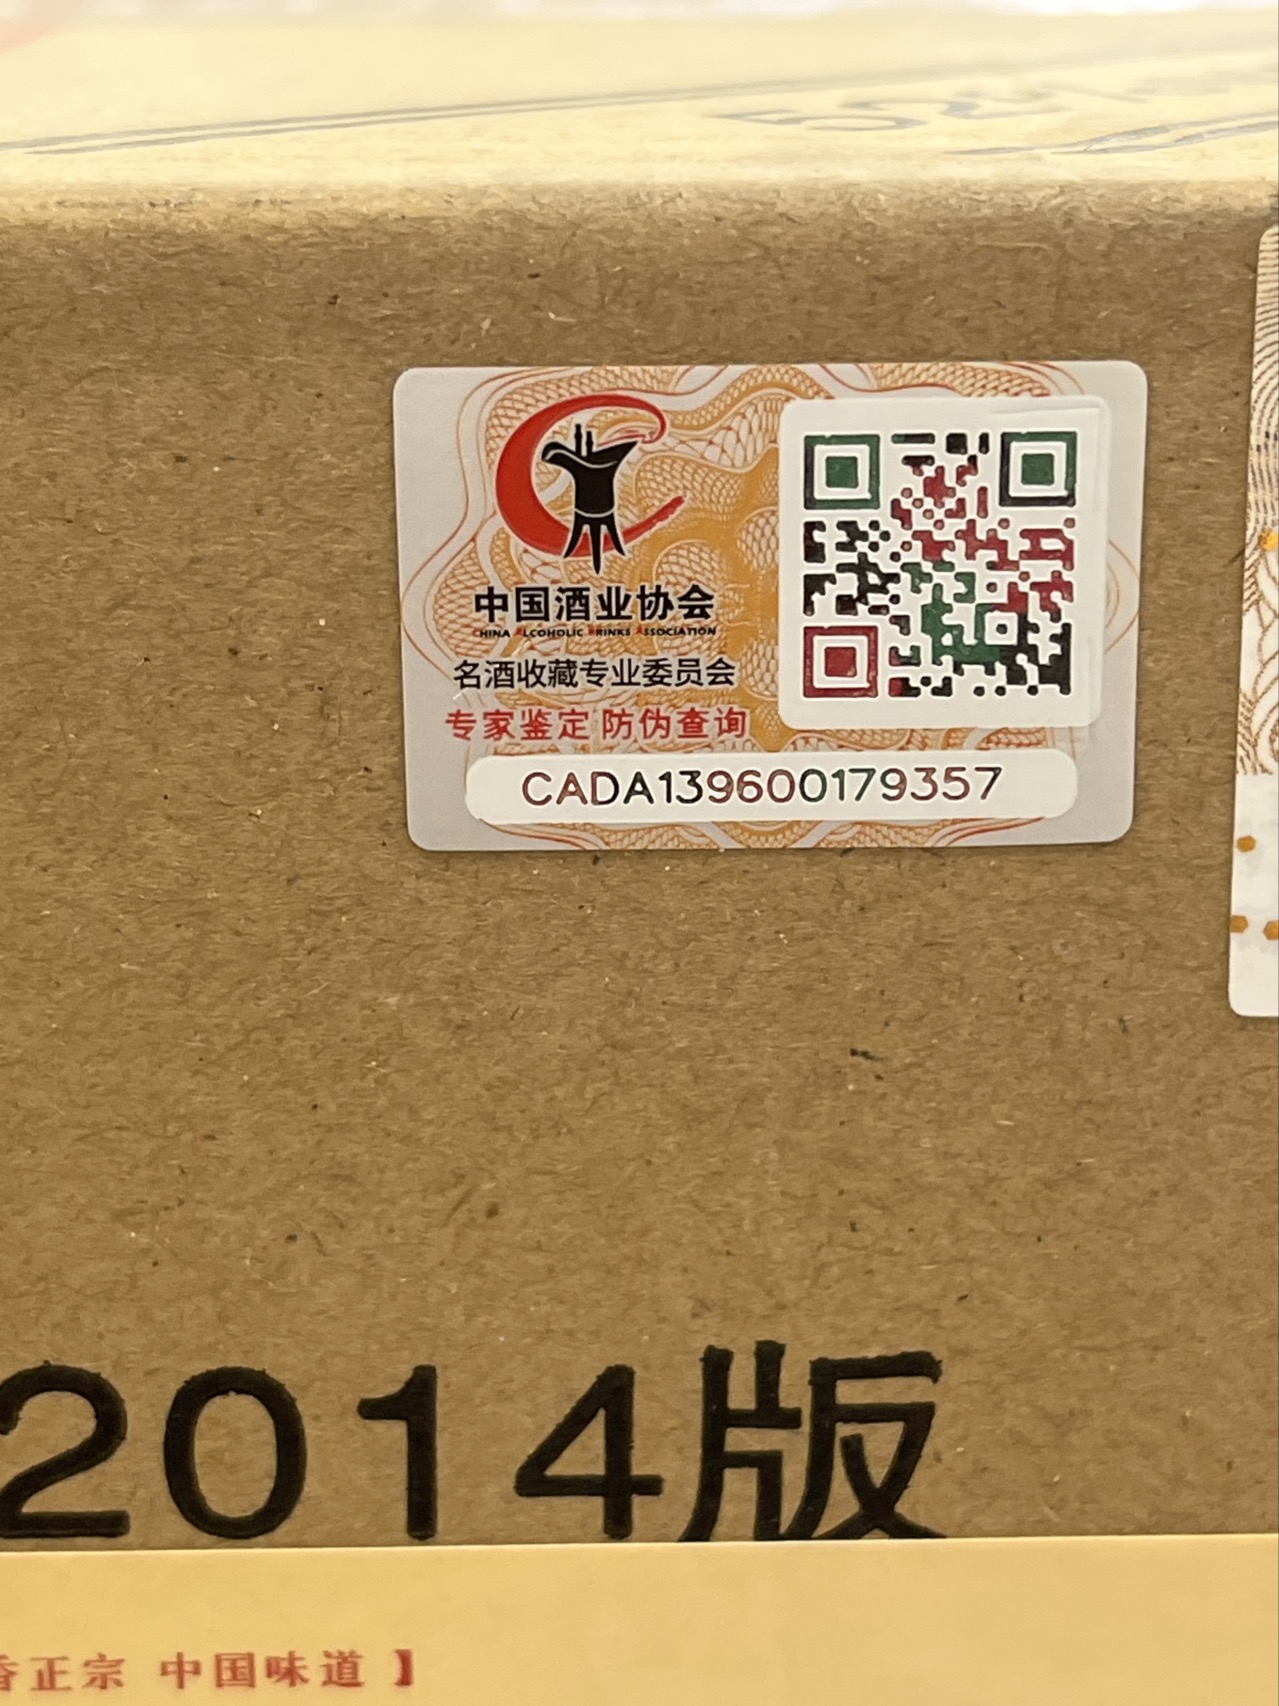 中国酒业协会
CHINA ALCOHOLIC DRINKS ASSOCIATION
名酒收藏专业委员会
专家鉴定 防伪查询
CADA139600179357
2014版
香正宗 中国味道】